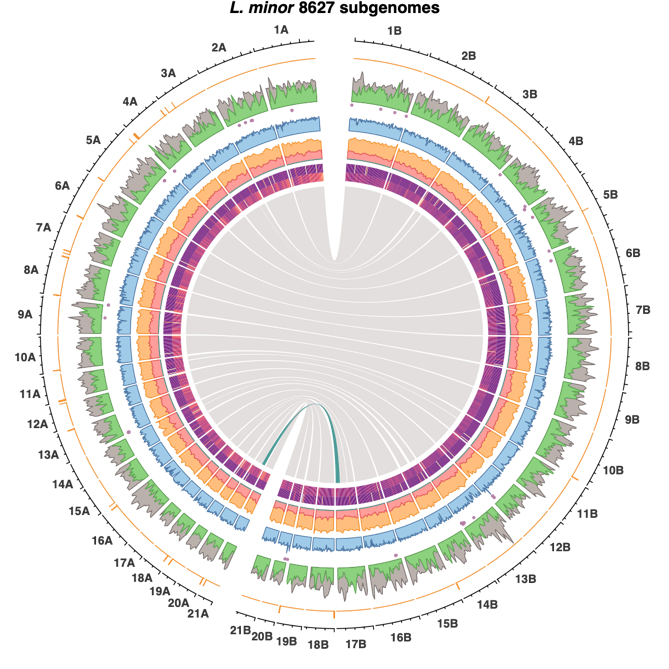 L. minor 8627 subgenomes
1A
2A
3A
4A
5A
6A
7A
8A
9A
10A
11A
12A
13A
14A
15A
16A
17A
18A
19A
20A
21A
1B
2B
3B
4B
5B
6B
7B
8B
9B
10B
11B
12B
13B
14B
15B
16B
17B
18B
19B
20B
21B